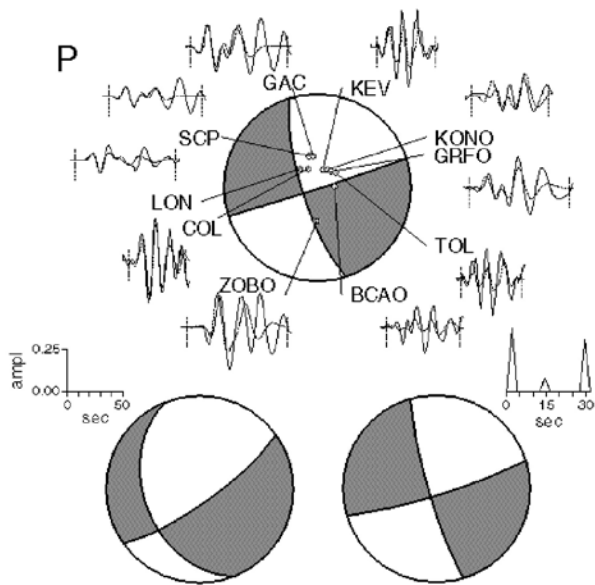 P
GAC
KEV
SCP
KONO
GRFO
LON
COL
TOL
ZOBO
BCAO
ampl
0.25
0.00
0 50
sec
0 15 30
sec